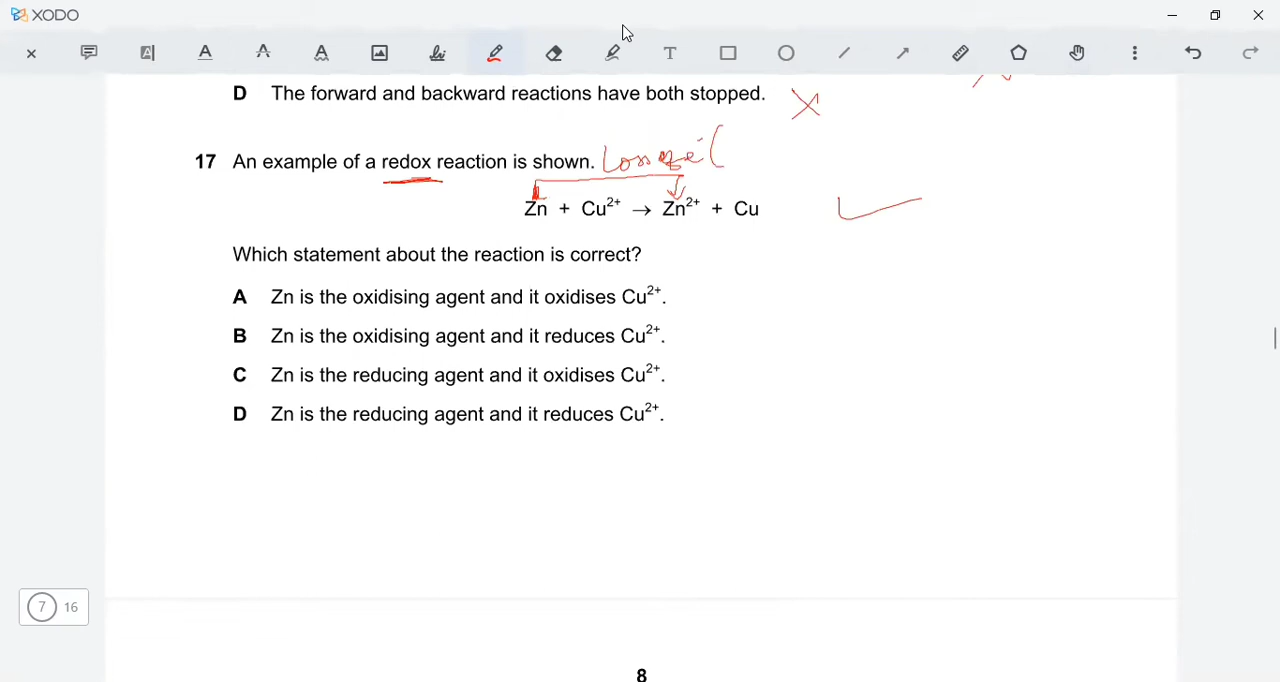 XODO
D The forward and backward reactions have both stopped.
17 An example of a redox reaction is shown. Loss of e⁻ (
Zn + Cu²⁺ → Zn²⁺ + Cu
Which statement about the reaction is correct?
A Zn is the oxidising agent and it oxidises Cu²⁺.
B Zn is the oxidising agent and it reduces Cu²⁺.
C Zn is the reducing agent and it oxidises Cu²⁺.
D Zn is the reducing agent and it reduces Cu²⁺.
7 16
8